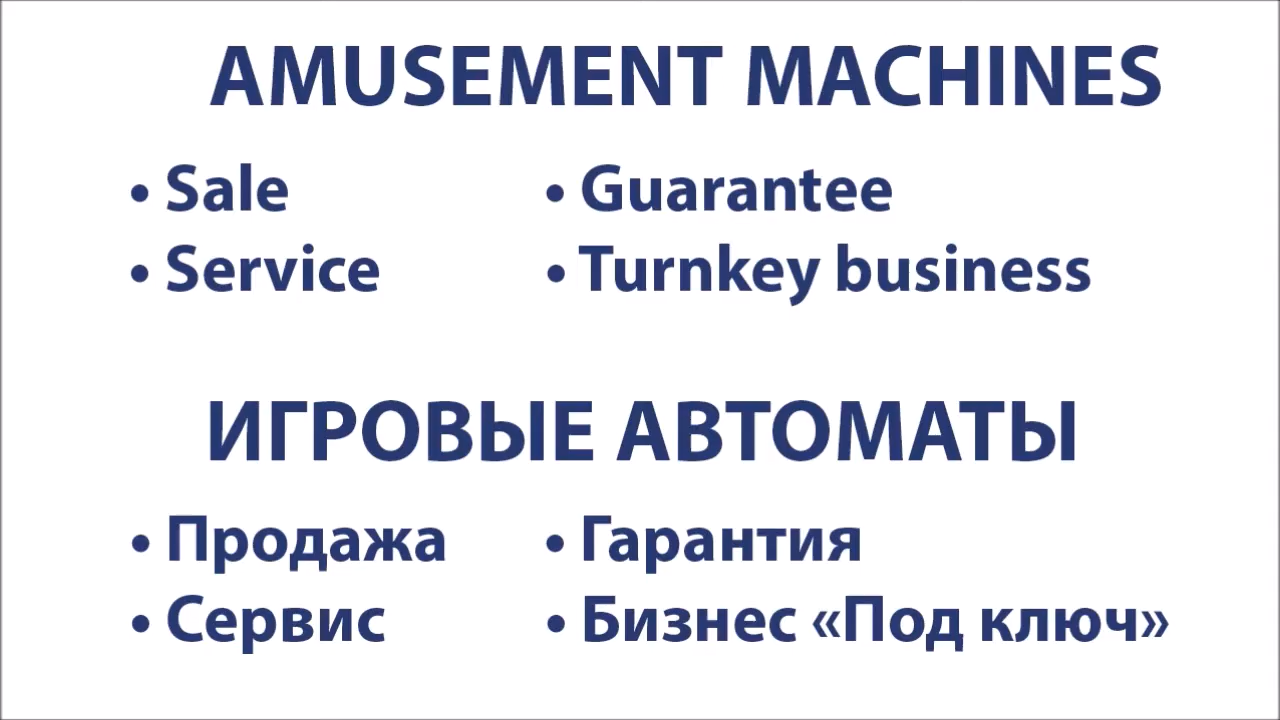 AMUSEMENT MACHINES
• Sale • Guarantee
• Service • Turnkey business
ИГРОВЫЕ АВТОМАТЫ
• Продажа • Гарантия
• Сервис • Бизнес «Под ключ»